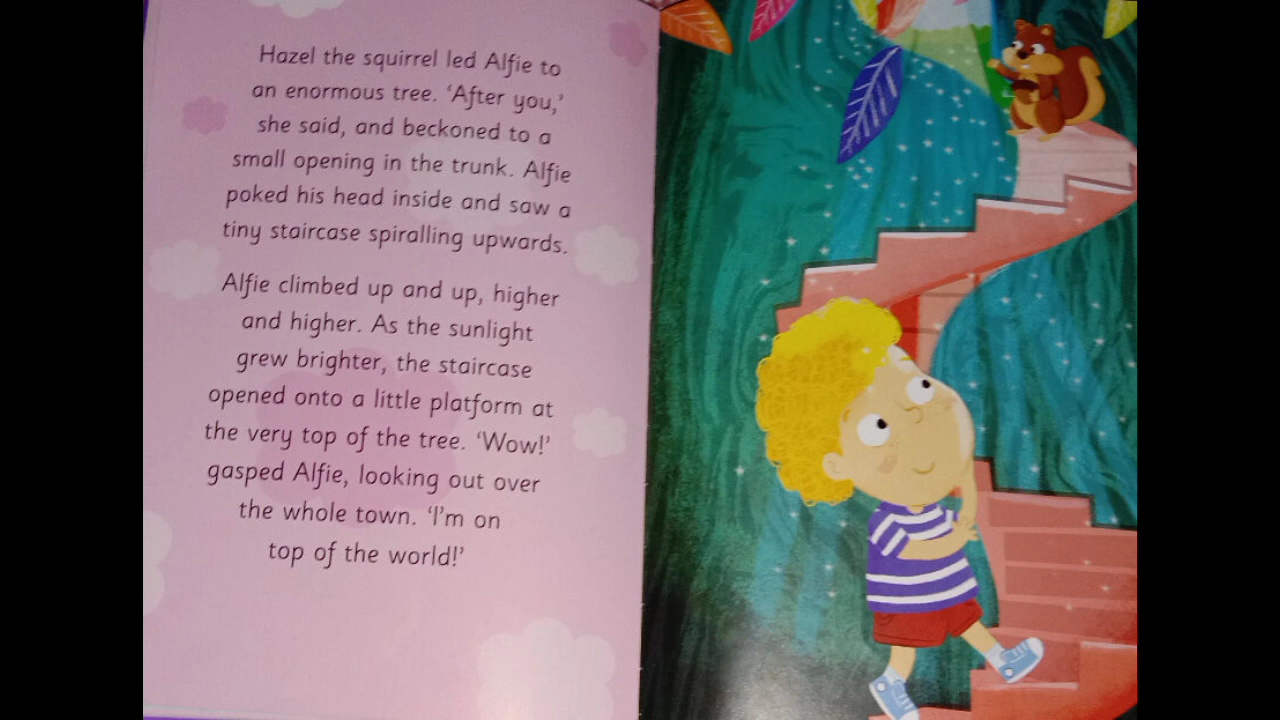 Hazel the squirrel led Alfie to
an enormous tree. ‘After you,’
she said, and beckoned to a
small opening in the trunk. Alfie
poked his head inside and saw a
tiny staircase spiralling upwards.
Alfie climbed up and up, higher
and higher. As the sunlight
grew brighter, the staircase
opened onto a little platform at
the very top of the tree. ‘Wow!’
gasped Alfie, looking out over
the whole town. ‘I’m on
top of the world!’